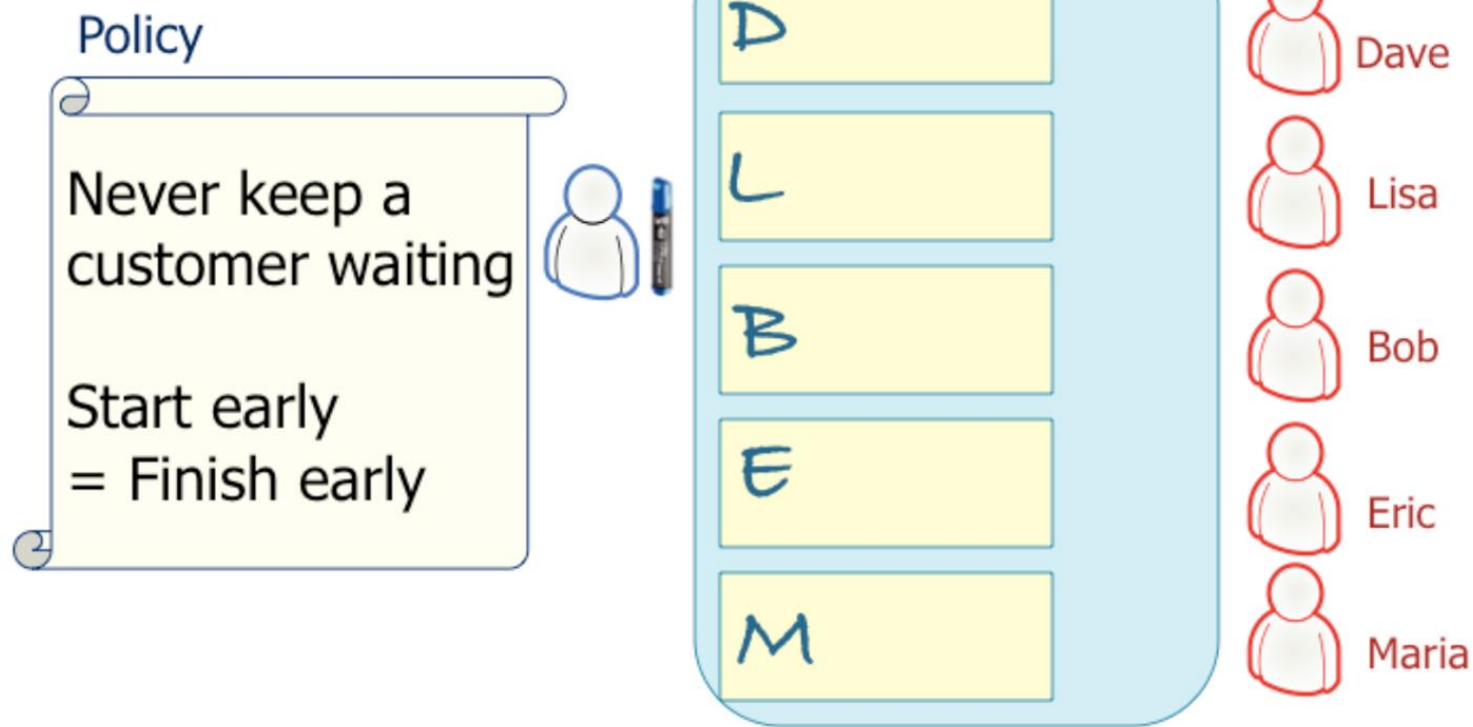 Policy
Never keep a
customer waiting
Start early
= Finish early
D
Dave
L
Lisa
B
Bob
E
Eric
M
Maria